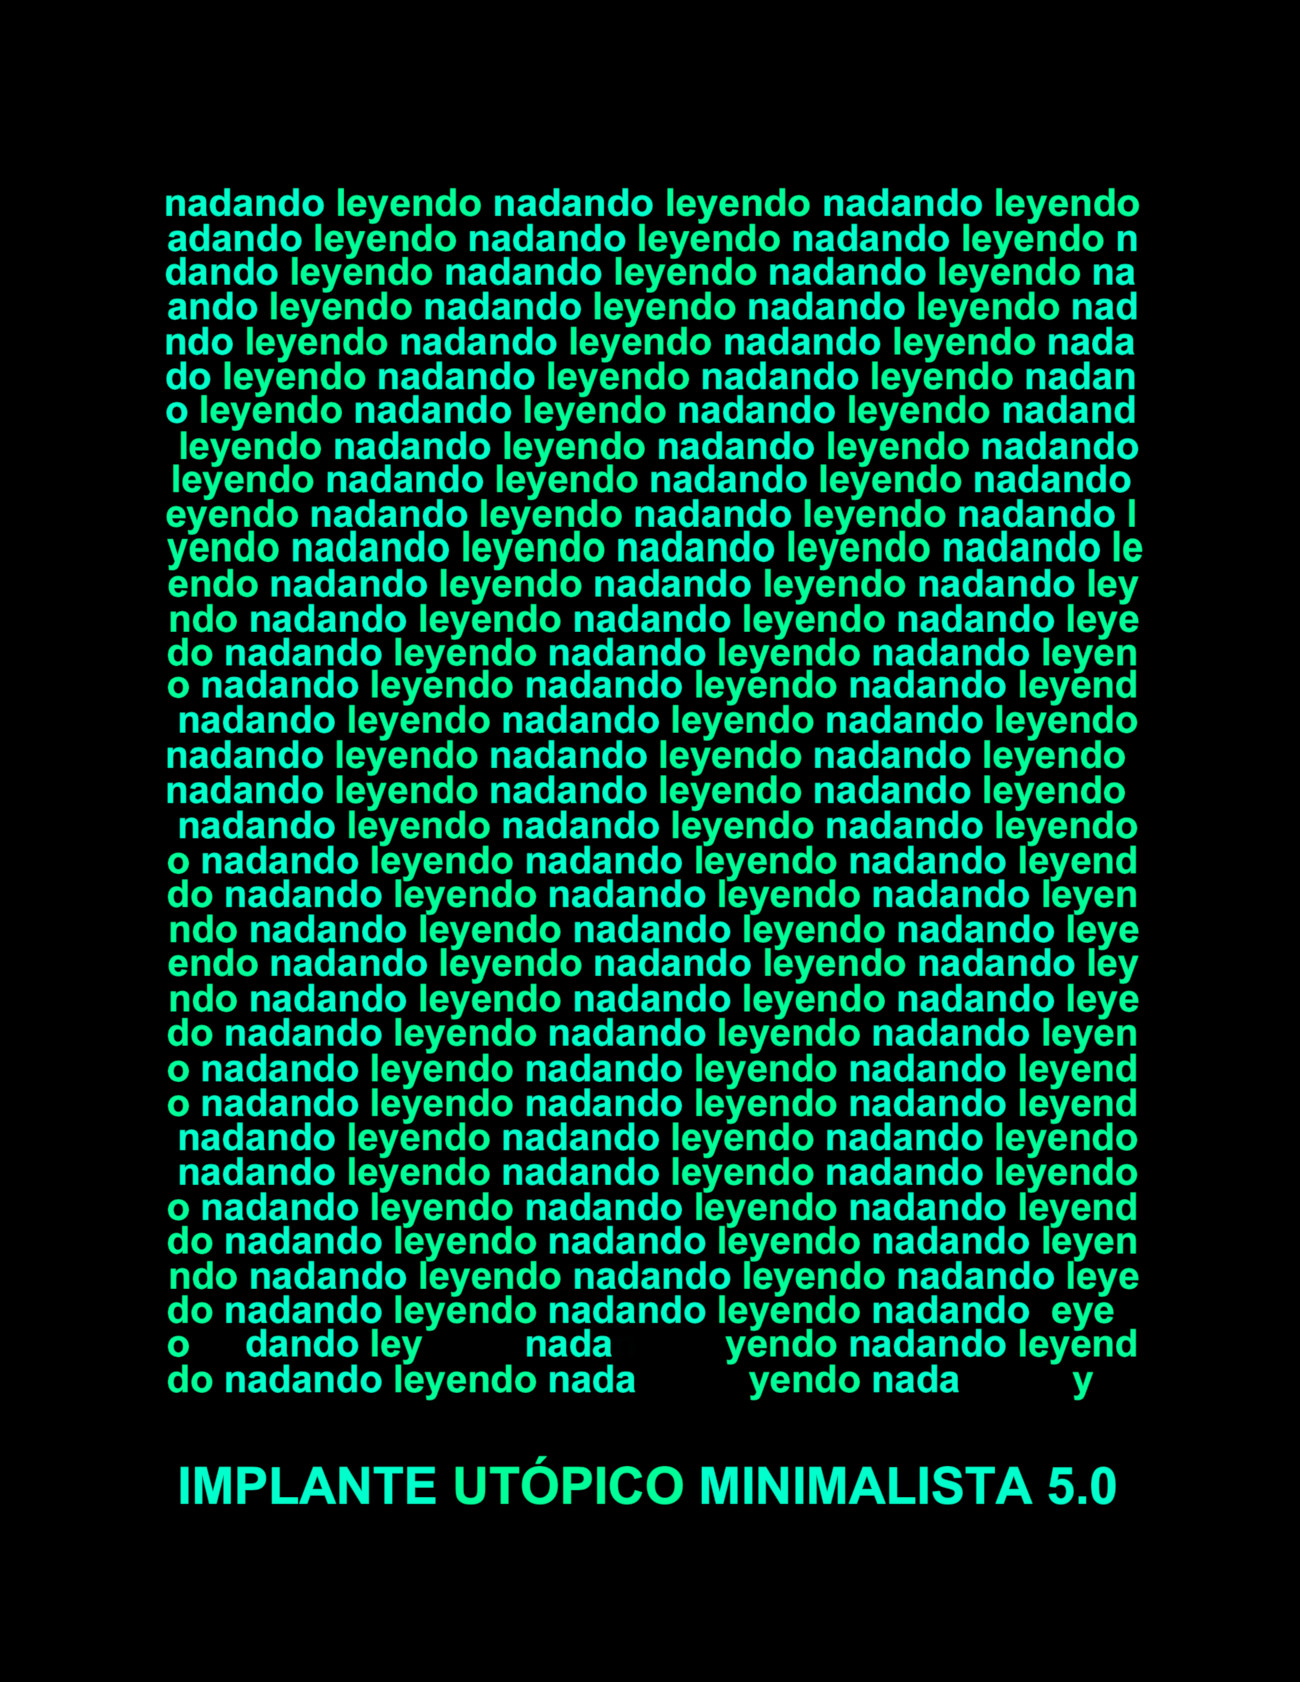 nadando leyendo nadando leyendo nadando leyendo
adando leyendo nadando leyendo nadando leyendo n
dando leyendo nadando leyendo nadando leyendo na
ando leyendo nadando leyendo nadando leyendo nad
ndo leyendo nadando leyendo nadando leyendo nada
do leyendo nadando leyendo nadando leyendo nadan
o leyendo nadando leyendo nadando leyendo nadand
leyendo nadando leyendo nadando leyendo nadando
leyendo nadando leyendo nadando leyendo nadando
eyendo nadando leyendo nadando leyendo nadando l
yendo nadando leyendo nadando leyendo nadando le
endo nadando leyendo nadando leyendo nadando ley
ndo nadando leyendo nadando leyendo nadando leye
do nadando leyendo nadando leyendo nadando leyen
o nadando leyendo nadando leyendo nadando leyend
nadando leyendo nadando leyendo nadando leyendo
nadando leyendo nadando leyendo nadando leyendo
nadando leyendo nadando leyendo nadando leyendo
nadando leyendo nadando leyendo nadando leyendo
o nadando leyendo nadando leyendo nadando leyend
do nadando leyendo nadando leyendo nadando leyen
ndo nadando leyendo nadando leyendo nadando leye
endo nadando leyendo nadando leyendo nadando ley
ndo nadando leyendo nadando leyendo nadando leye
do nadando leyendo nadando leyendo nadando leyen
o nadando leyendo nadando leyendo nadando leyend
o nadando leyendo nadando leyendo nadando leyend
nadando leyendo nadando leyendo nadando leyendo
nadando leyendo nadando leyendo nadando leyendo
o nadando leyendo nadando leyendo nadando leyend
do nadando leyendo nadando leyendo nadando leyen
ndo nadando leyendo nadando leyendo nadando leye
do nadando leyendo nadando leyendo nadando eye
o dando ley nada yendo nadando leyend
do nadando leyendo nada yendo nada y
IMPLANTE UTÓPICO MINIMALISTA 5.0